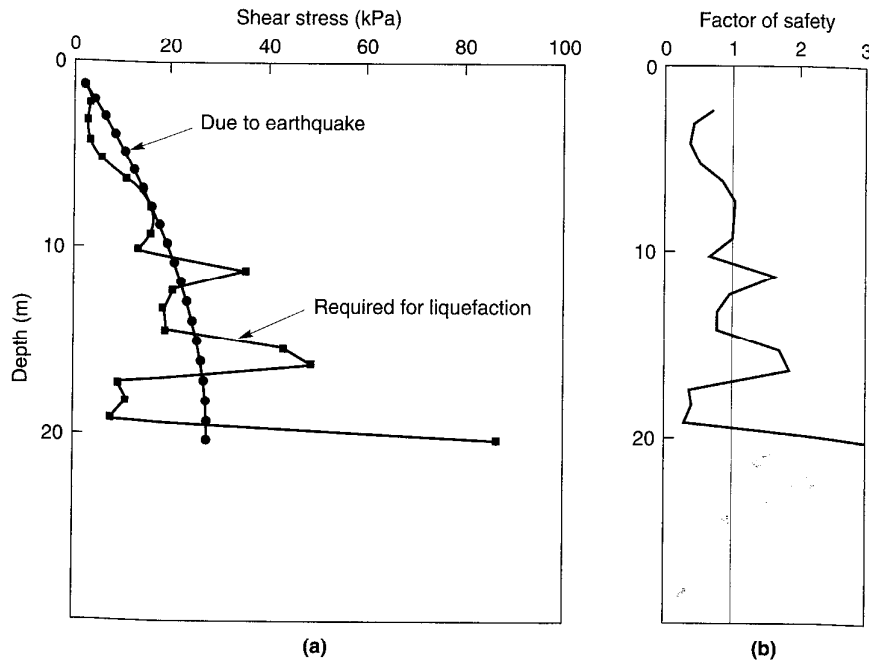 Shear stress (kPa)
0 20 40 60 80 100
0
10
20
Depth (m)
Due to earthquake
Required for liquefaction
(a)
Factor of safety
0 1 2 3
0
10
20
(b)